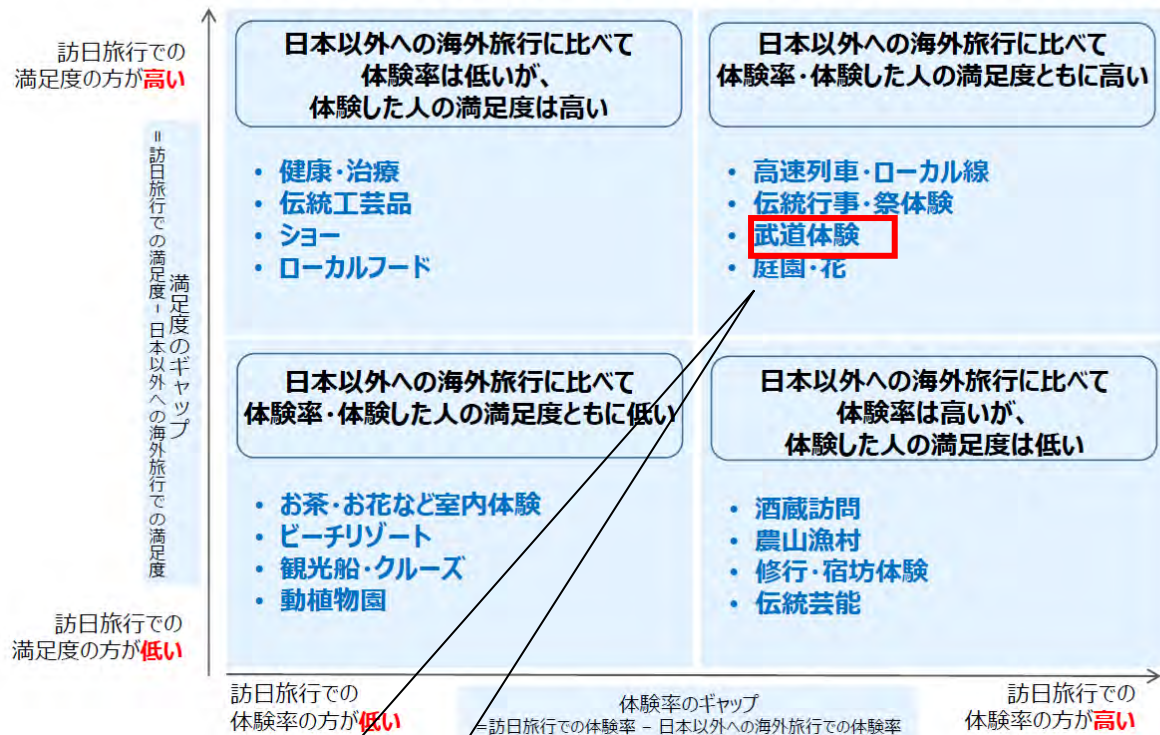 訪日旅行での
満足度の方が高い
=訪日旅行での満足度-日本以外への海外旅行での満足度
満足度のギャップ
訪日旅行での
満足度の方が低い
日本以外への海外旅行に比べて
体験率は低いが、
体験した人の満足度は高い
・健康・治療
・伝統工芸品
・ショー
・ローカルフード
日本以外への海外旅行に比べて
体験率・体験した人の満足度ともに高い
・高速列車・ローカル線
・伝統行事・祭体験
・武道体験
・庭園・花
日本以外への海外旅行に比べて
体験率・体験した人の満足度ともに低い
・お茶・お花など室内体験
・ビーチリゾート
・観光船・クルーズ
・動植物園
日本以外への海外旅行に比べて
体験率は高いが、
体験した人の満足度は低い
・酒蔵訪問
・農山漁村
・修行・宿坊体験
・伝統芸能
訪日旅行での
体験率の方が低い
体験率のギャップ
=訪日旅行での体験率 - 日本以外への海外旅行での体験率
訪日旅行での
体験率の方が高い